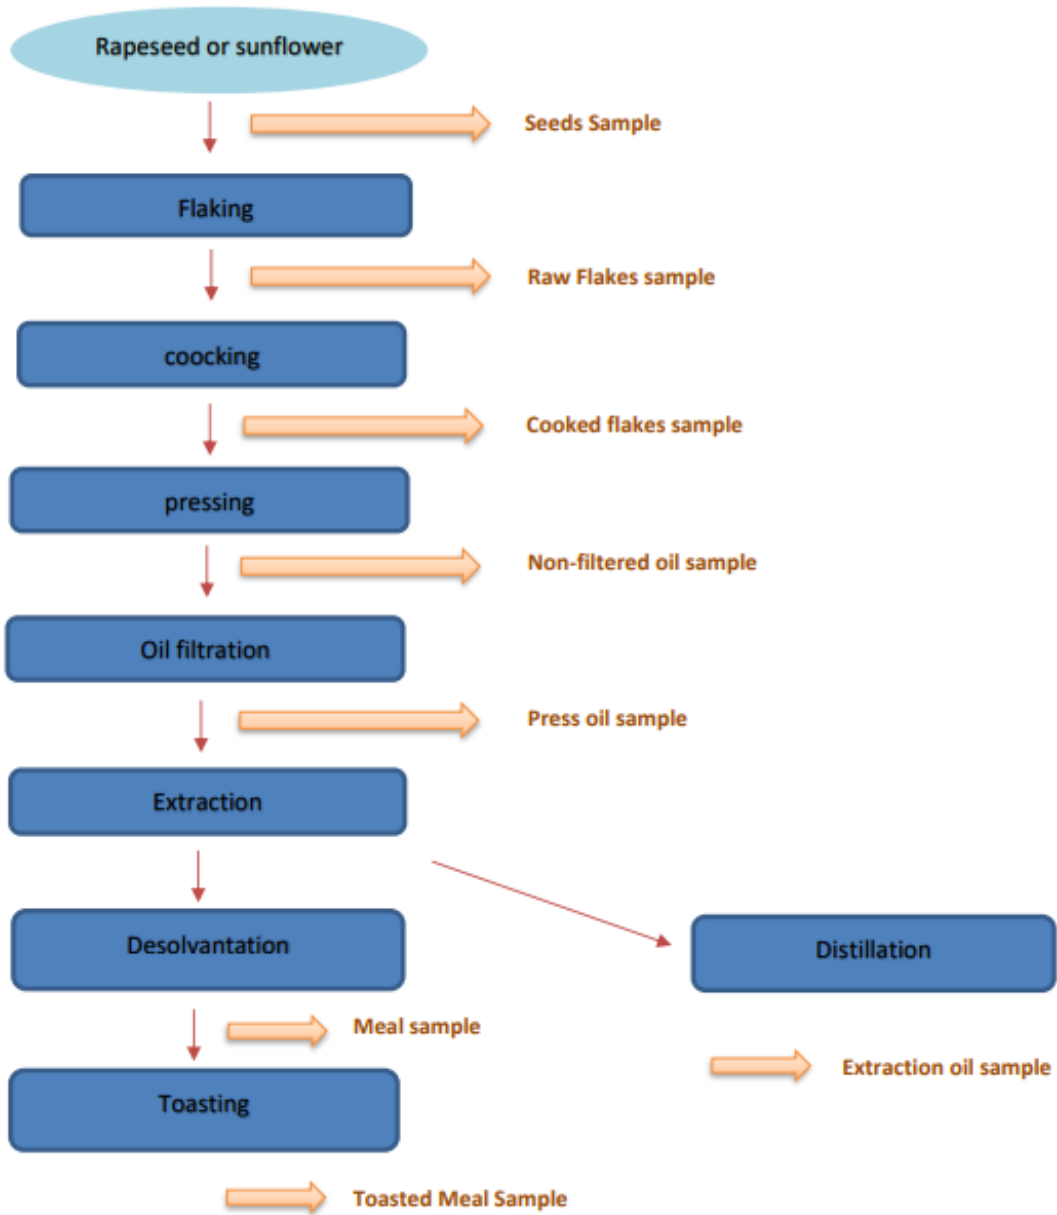 Rapeseed or sunflower
Seeds Sample
Flaking
Raw Flakes sample
coocking
Cooked flakes sample
pressing
Non-filtered oil sample
Oil filtration
Press oil sample
Extraction
Desolvantation
Distillation
Meal sample
Extraction oil sample
Toasting
Toasted Meal Sample